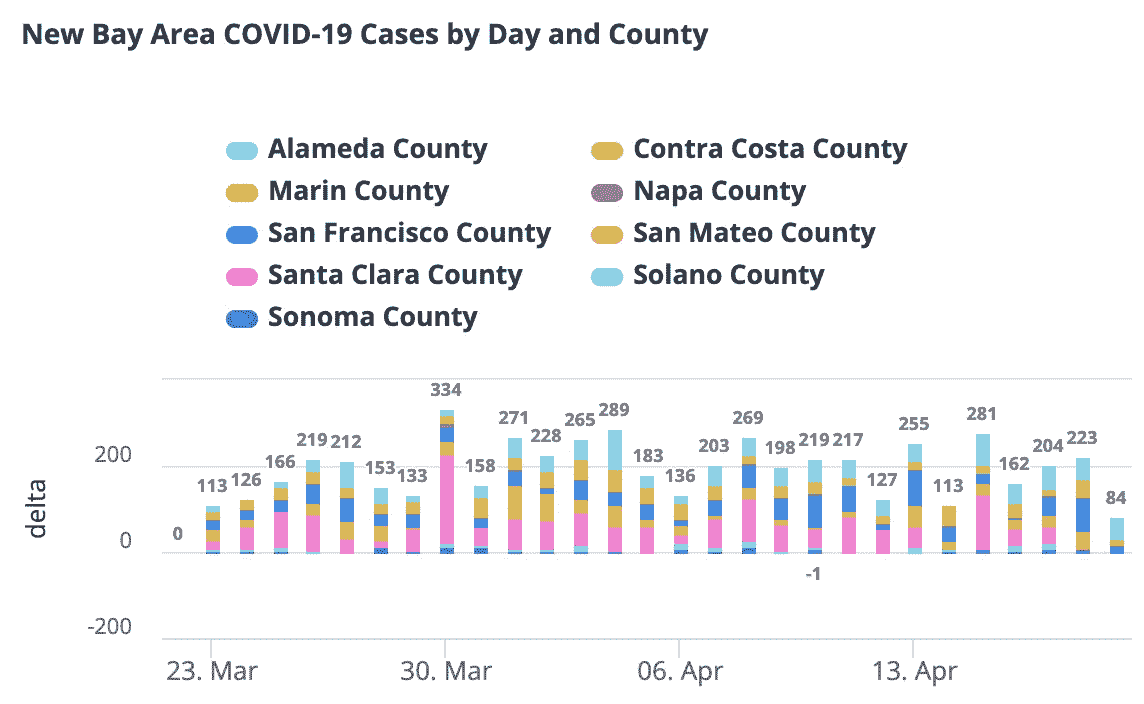 New Bay Area COVID-19 Cases by Day and County
Alameda County Contra Costa County
Marin County Napa County
San Francisco County San Mateo County
Santa Clara County Solano County
Sonoma County
delta
200
0
-200
0 113 126 166 219 212 153 133 334 158 271 228 265 289 183 136 203 269 198 219 217 127 255 113 281 162 204 223 84
-1
23. Mar 30. Mar 06. Apr 13. Apr